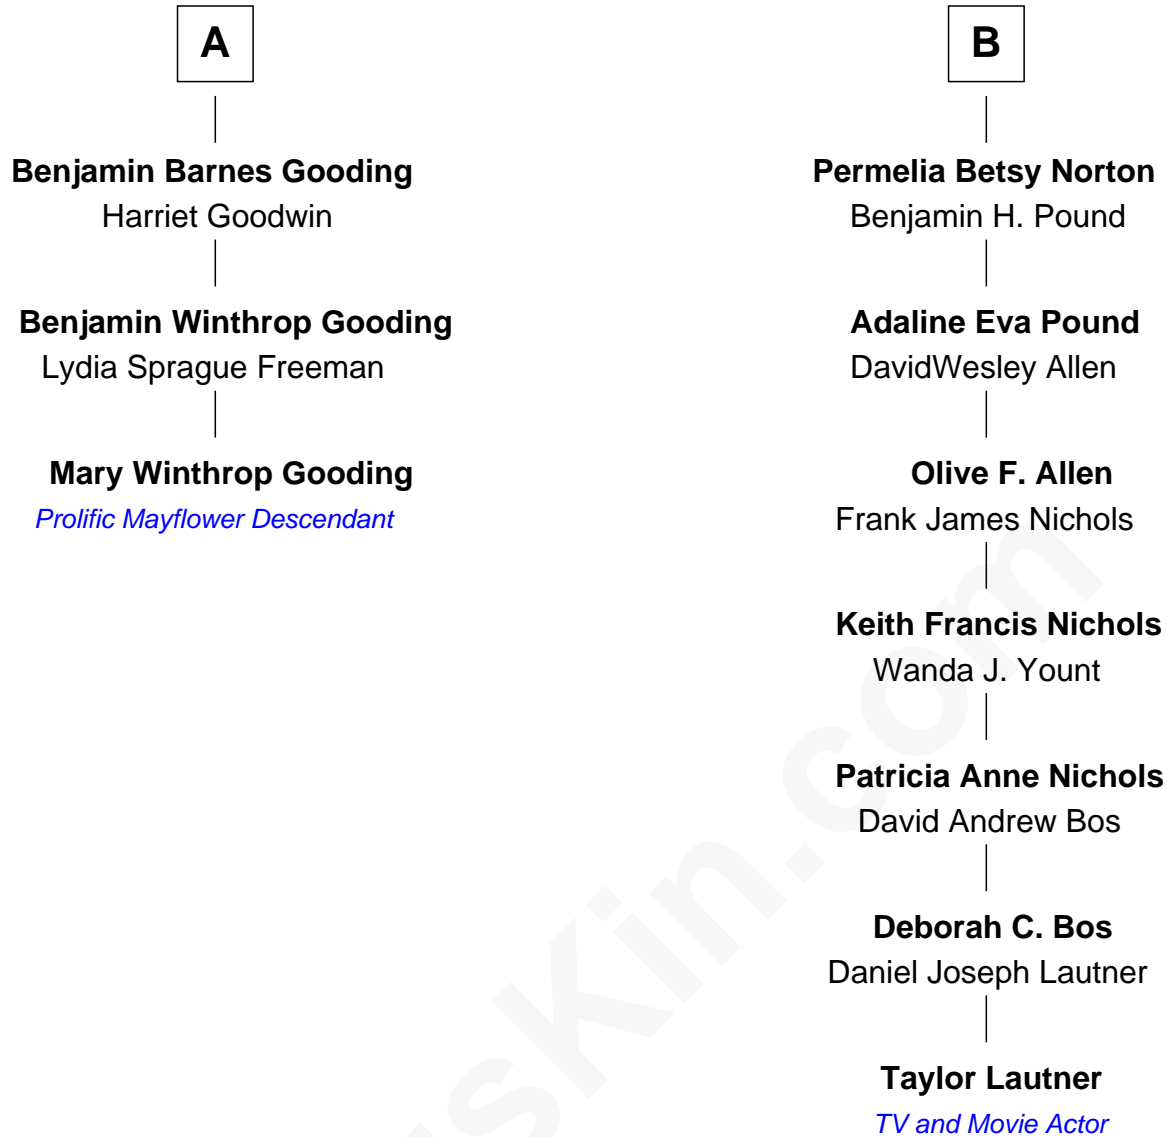 A
Benjamin Barnes Gooding
Harriet Goodwin
Benjamin Winthrop Gooding
Lydia Sprague Freeman
Mary Winthrop Gooding
Prolific Mayflower Descendant
B
Permelia Betsy Norton
Benjamin H. Pound
Adaline Eva Pound
DavidWesley Allen
Olive F. Allen
Frank James Nichols
Keith Francis Nichols
Wanda J. Yount
Patricia Anne Nichols
David Andrew Bos
Deborah C. Bos
Daniel Joseph Lautner
Taylor Lautner
TV and Movie Actor
sKin.com